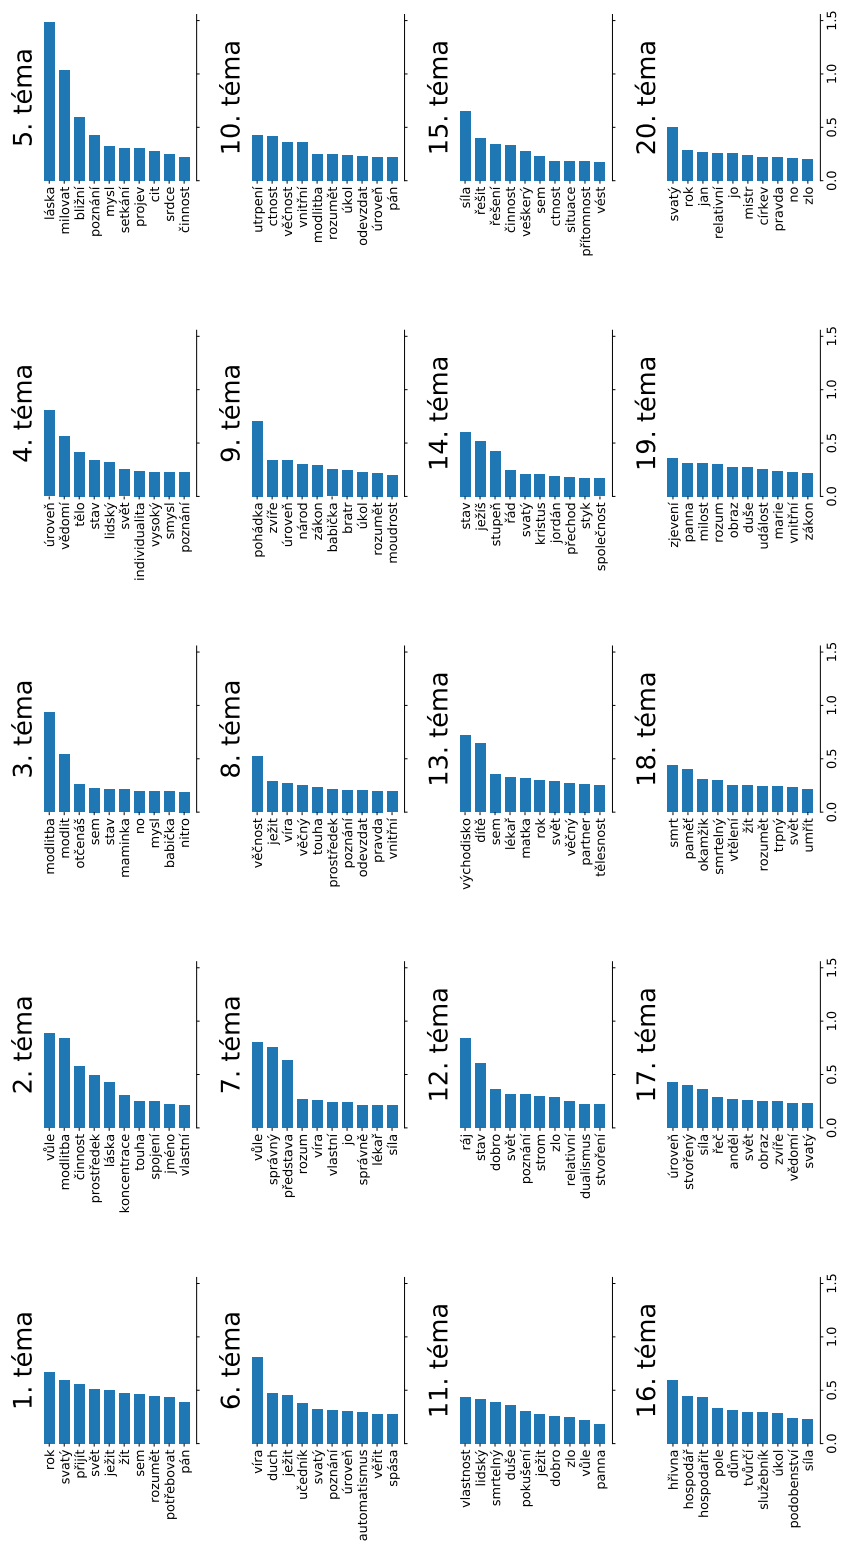 1. téma
rok
svatý
přijít
svět
ježit
žít
sem
rozumět
potřebovat
pán
2. téma
vůle
modlitba
činnost
prostředek
láska
koncentrace
touha
spojení
jméno
vlastní
3. téma
modlitba
modlit
otčenáš
sem
stav
maminka
no
mysl
babička
nitro
4. téma
úroveň
vědomí
tělo
stav
lidský
svět
individualita
vysoký
smysl
poznání
5. téma
láska
milovat
bližní
poznání
mysl
setkání
projev
cit
srdce
činnost
6. téma
víra
duch
ježit
učedník
svatý
poznání
úroveň
automatismus
věřit
spása
7. téma
vůle
správný
představa
rozum
víra
vlastní
jo
správně
lékař
síla
8. téma
věčnost
ježit
víra
věčný
touha
prostředek
poznání
odevzdat
pravda
vnitřní
9. téma
pohádka
zvíře
úroveň
národ
zákon
babička
bratr
úkol
rozumět
moudrost
10. téma
utrpení
ctnost
věčnost
vnitřní
modlitba
rozumět
úkol
odevzdat
úroveň
pán
11. téma
vlastnost
lidský
smrtelný
duše
pokušení
ježit
dobro
zlo
vůle
panna
12. téma
ráj
stav
dobro
svět
poznání
strom
zlo
relativní
dualismus
stvoření
13. téma
východisko
dítě
sem
lékař
matka
rok
svět
věčný
partner
tělesnost
14. téma
stav
ježíš
stupeň
řád
svatý
kristus
jordán
přechod
styk
společnost
15. téma
síla
řešit
řešení
činnost
veškerý
sem
ctnost
situace
přítomnost
vést
16. téma
hřivna
hospodář
hospodařit
pole
dům
tvůrčí
služebník
úkol
podobenství
síla
0.0
0.5
1.0
1.5
17. téma
úroveň
stvořený
síla
řeč
anděl
svět
obraz
zvíře
vědomí
svatý
0.0
0.5
1.0
1.5
18. téma
smrt
paměť
okamžik
smrtelný
vtělení
žít
rozumět
trpný
svět
umřít
0.0
0.5
1.0
1.5
19. téma
zjevení
panna
milost
rozum
obraz
duše
událost
marie
vnitřní
zákon
0.0
0.5
1.0
1.5
20. téma
svatý
rok
jan
relativní
jo
mistr
církev
pravda
no
zlo
0.0
0.5
1.0
1.5